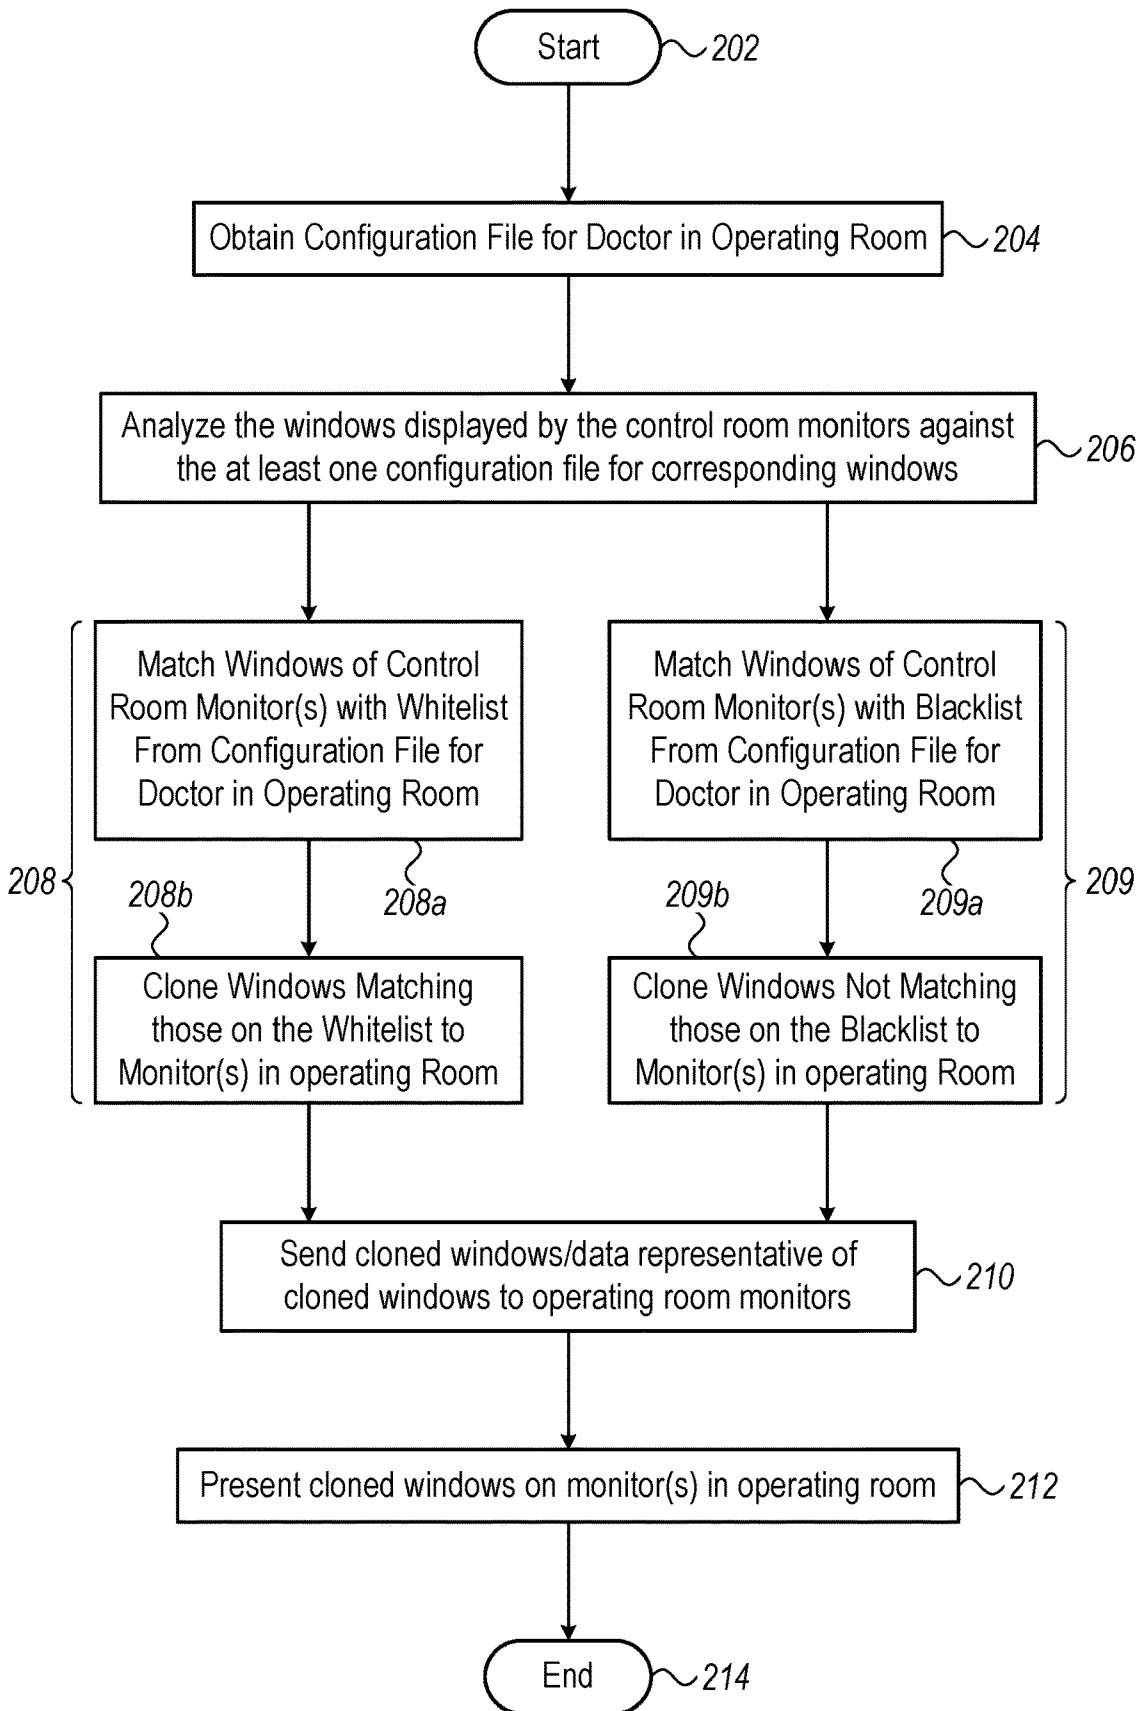 Start
202
Obtain Configuration File for Doctor in Operating Room
204
Analyze the windows displayed by the control room monitors against
the at least one configuration file for corresponding windows
206
Match Windows of Control
Room Monitor(s) with Whitelist
From Configuration File for
Doctor in Operating Room
Match Windows of Control
Room Monitor(s) with Blacklist
From Configuration File for
Doctor in Operating Room
208
208b
208a
209b
209a
209
Clone Windows Matching
those on the Whitelist to
Monitor(s) in operating Room
Clone Windows Not Matching
those on the Blacklist to
Monitor(s) in operating Room
Send cloned windows/data representative of
cloned windows to operating room monitors
210
Present cloned windows on monitor(s) in operating room
212
End
214